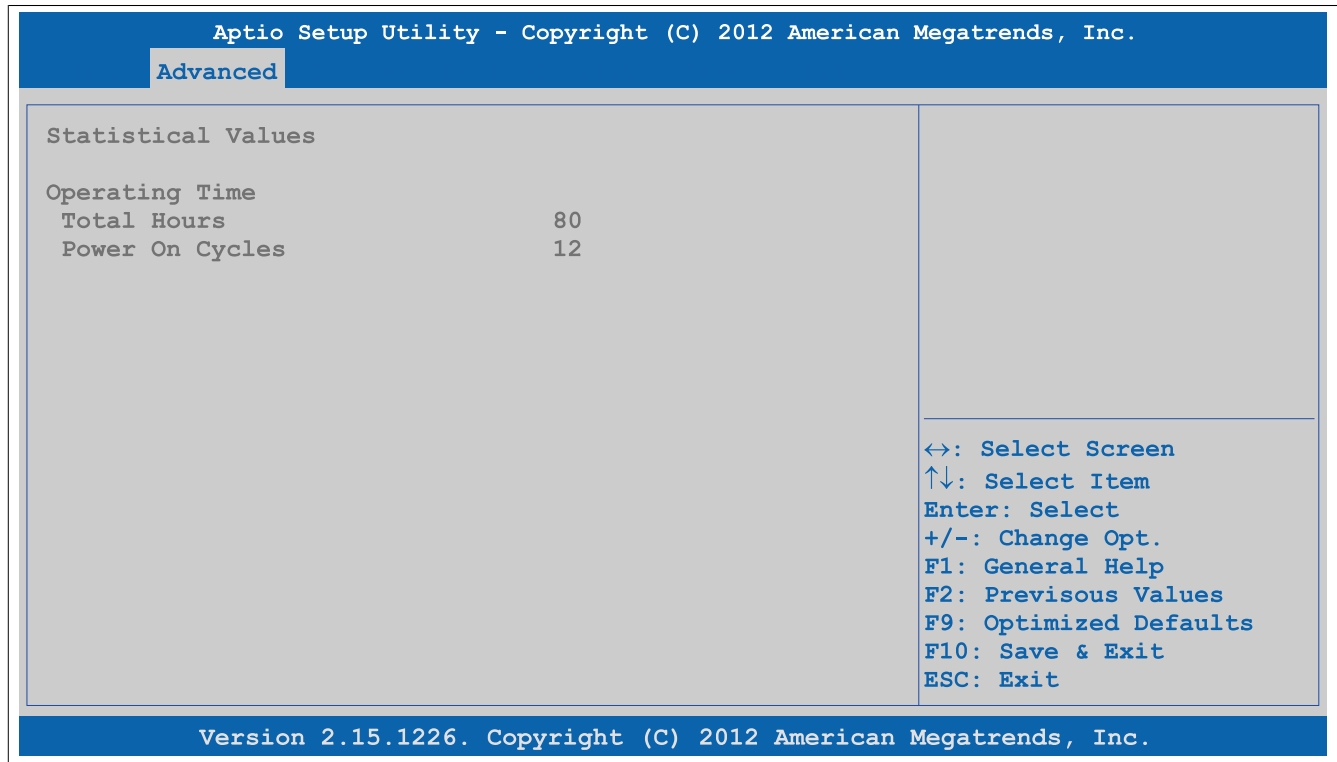 Aptio Setup Utility - Copyright (C) 2012 American Megatrends, Inc.
Advanced
Statistical Values
Operating Time
Total Hours 80
Power On Cycles 12
↔: Select Screen
↑↓: Select Item
Enter: Select
+/-: Change Opt.
F1: General Help
F2: Previsous Values
F9: Optimized Defaults
F10: Save & Exit
ESC: Exit
Version 2.15.1226. Copyright (C) 2012 American Megatrends, Inc.